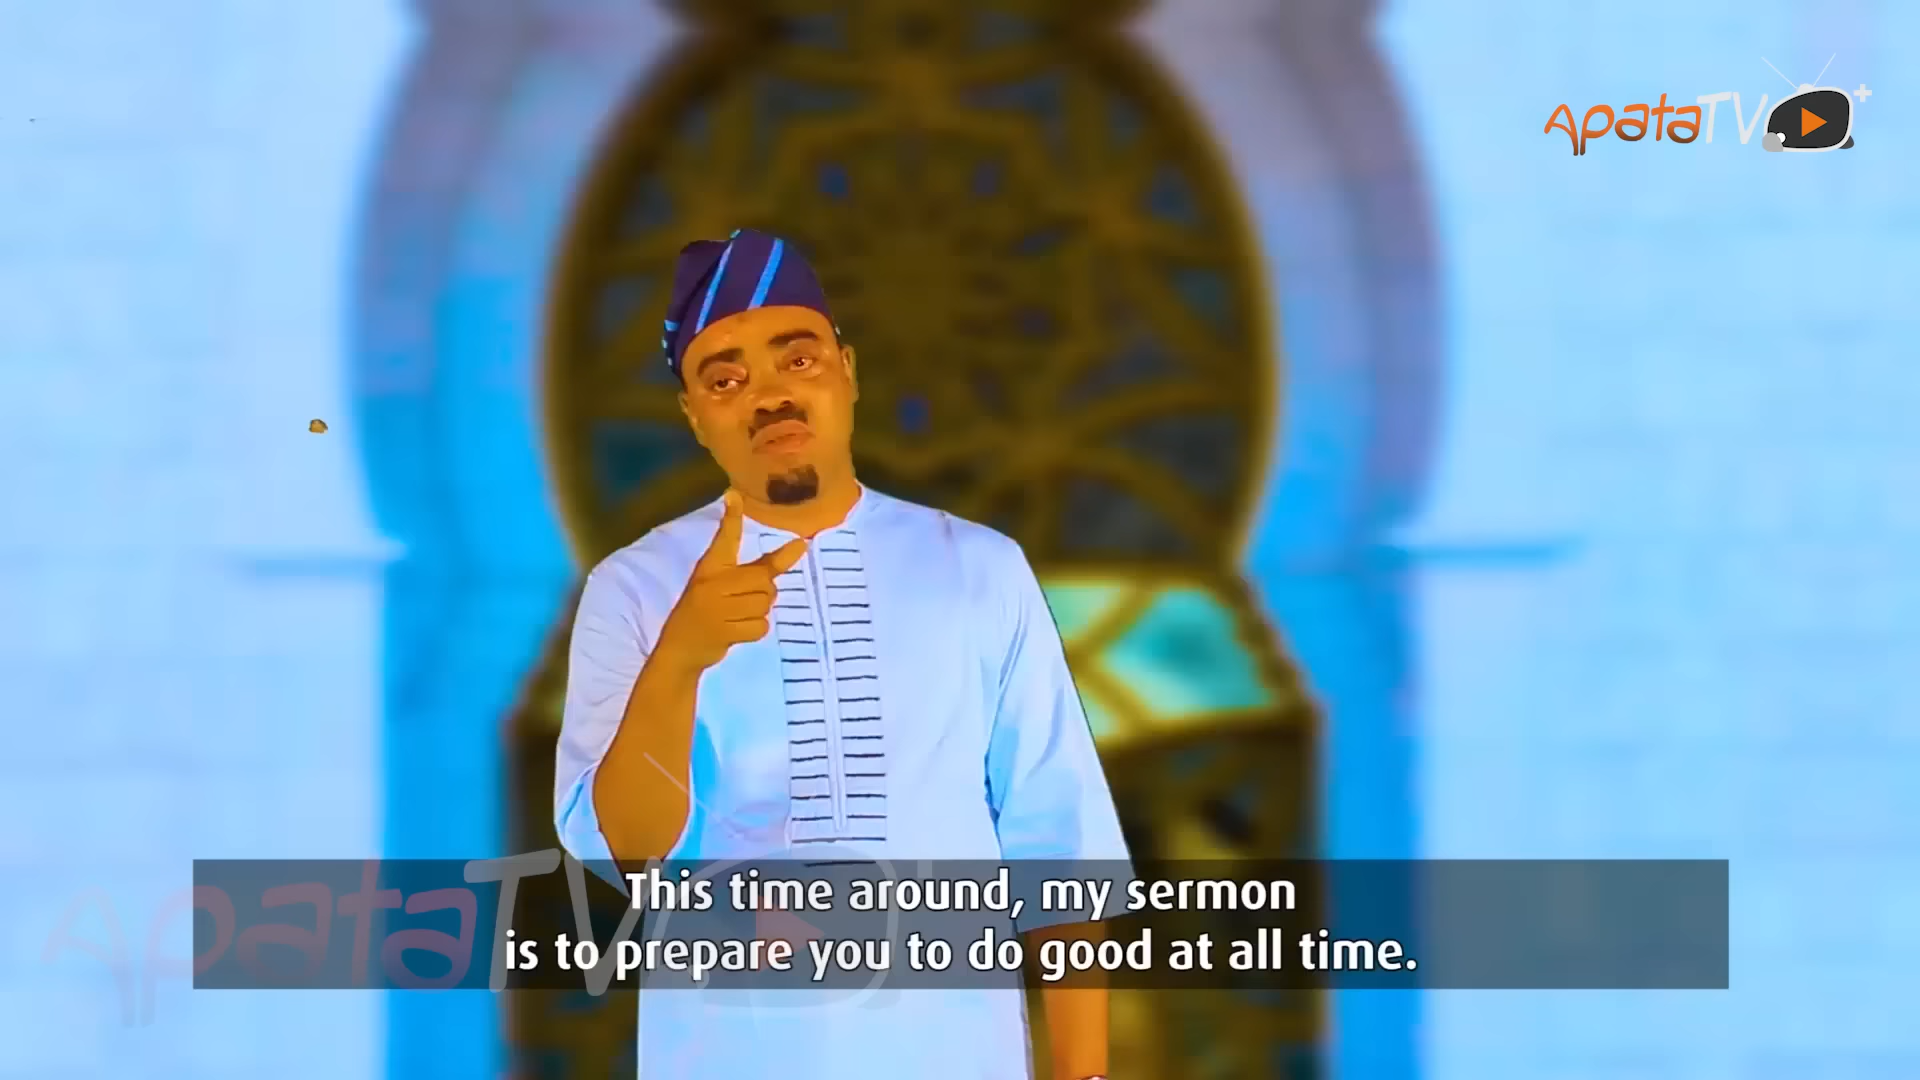 ApataTV+
This time around, my sermon
is to prepare you to do good at all time.
ApataTV